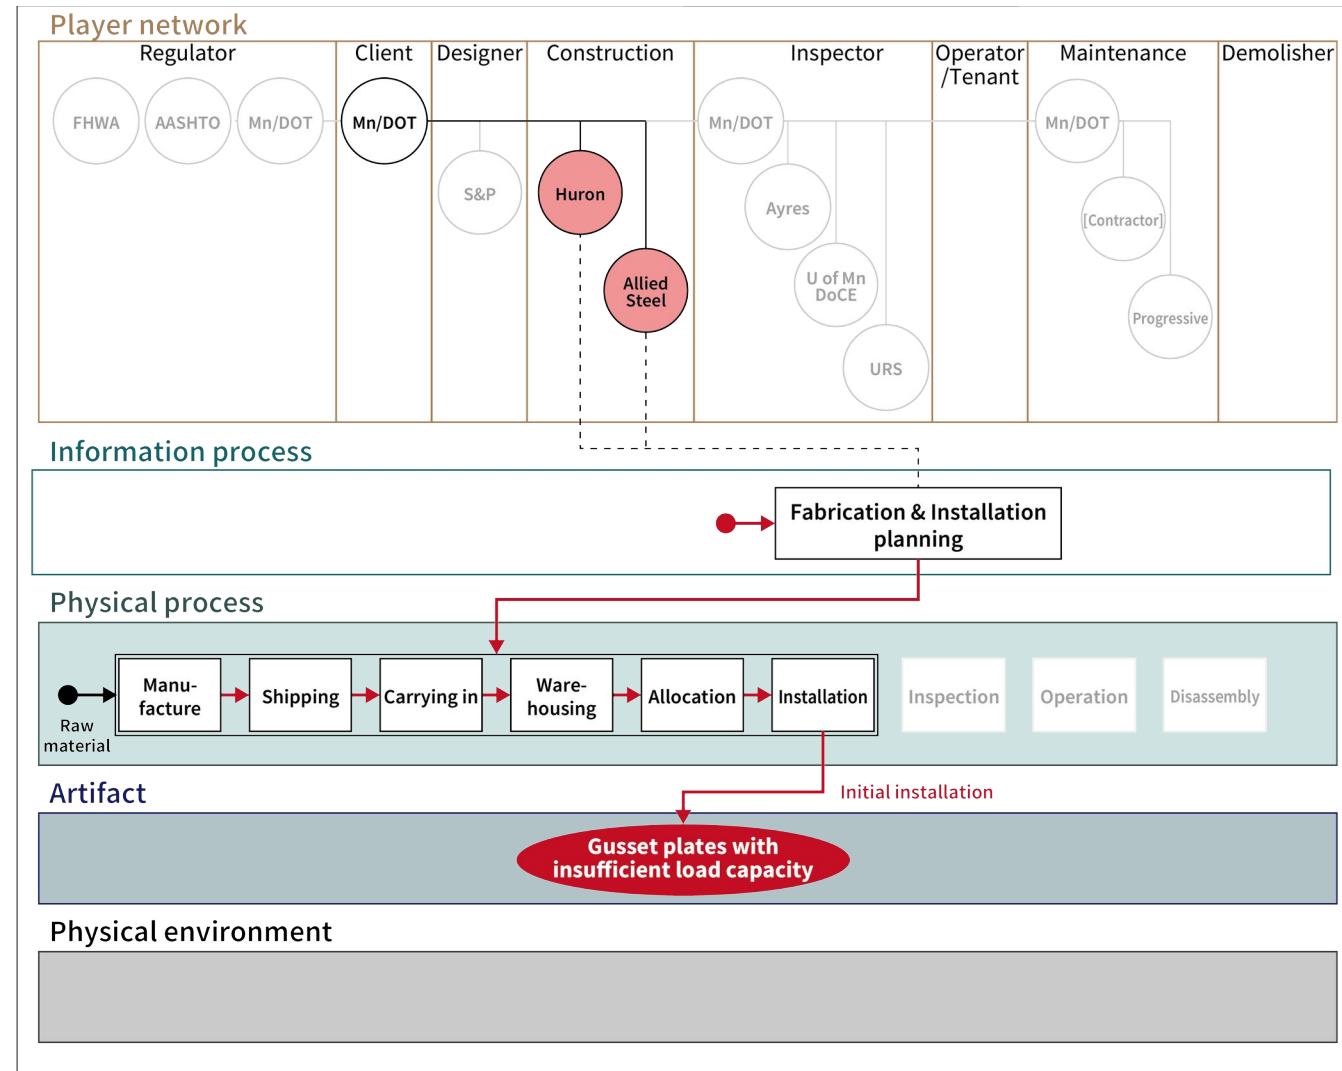 Player network
Regulator
Client
Designer
Construction
Inspector
Operator
/Tenant
Maintenance
Demolisher
FHWA
AASHTO
Mn/DOT
Mn/DOT
S&P
Huron
Allied
Steel
Mn/DOT
Ayres
U of Mn
DoCE
URS
Mn/DOT
[Contractor]
Progressive
Information process
Fabrication & Installation
planning
Physical process
Raw
material
Manu-
facture
Shipping
Carrying in
Ware-
housing
Allocation
Installation
Inspection
Operation
Disassembly
Artifact
Initial installation
Gusset plates with
insufficient load capacity
Physical environment